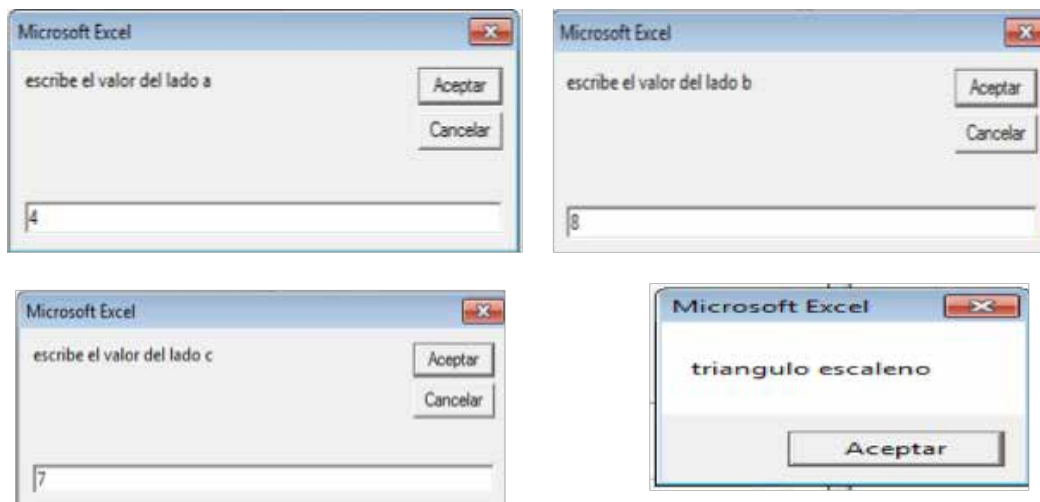 Microsoft Excel
escribe el valor del lado a
Aceptar
Cancelar
4
Microsoft Excel
escribe el valor del lado b
Aceptar
Cancelar
8
Microsoft Excel
escribe el valor del lado c
Aceptar
Cancelar
7
Microsoft Excel
triangulo escaleno
Aceptar